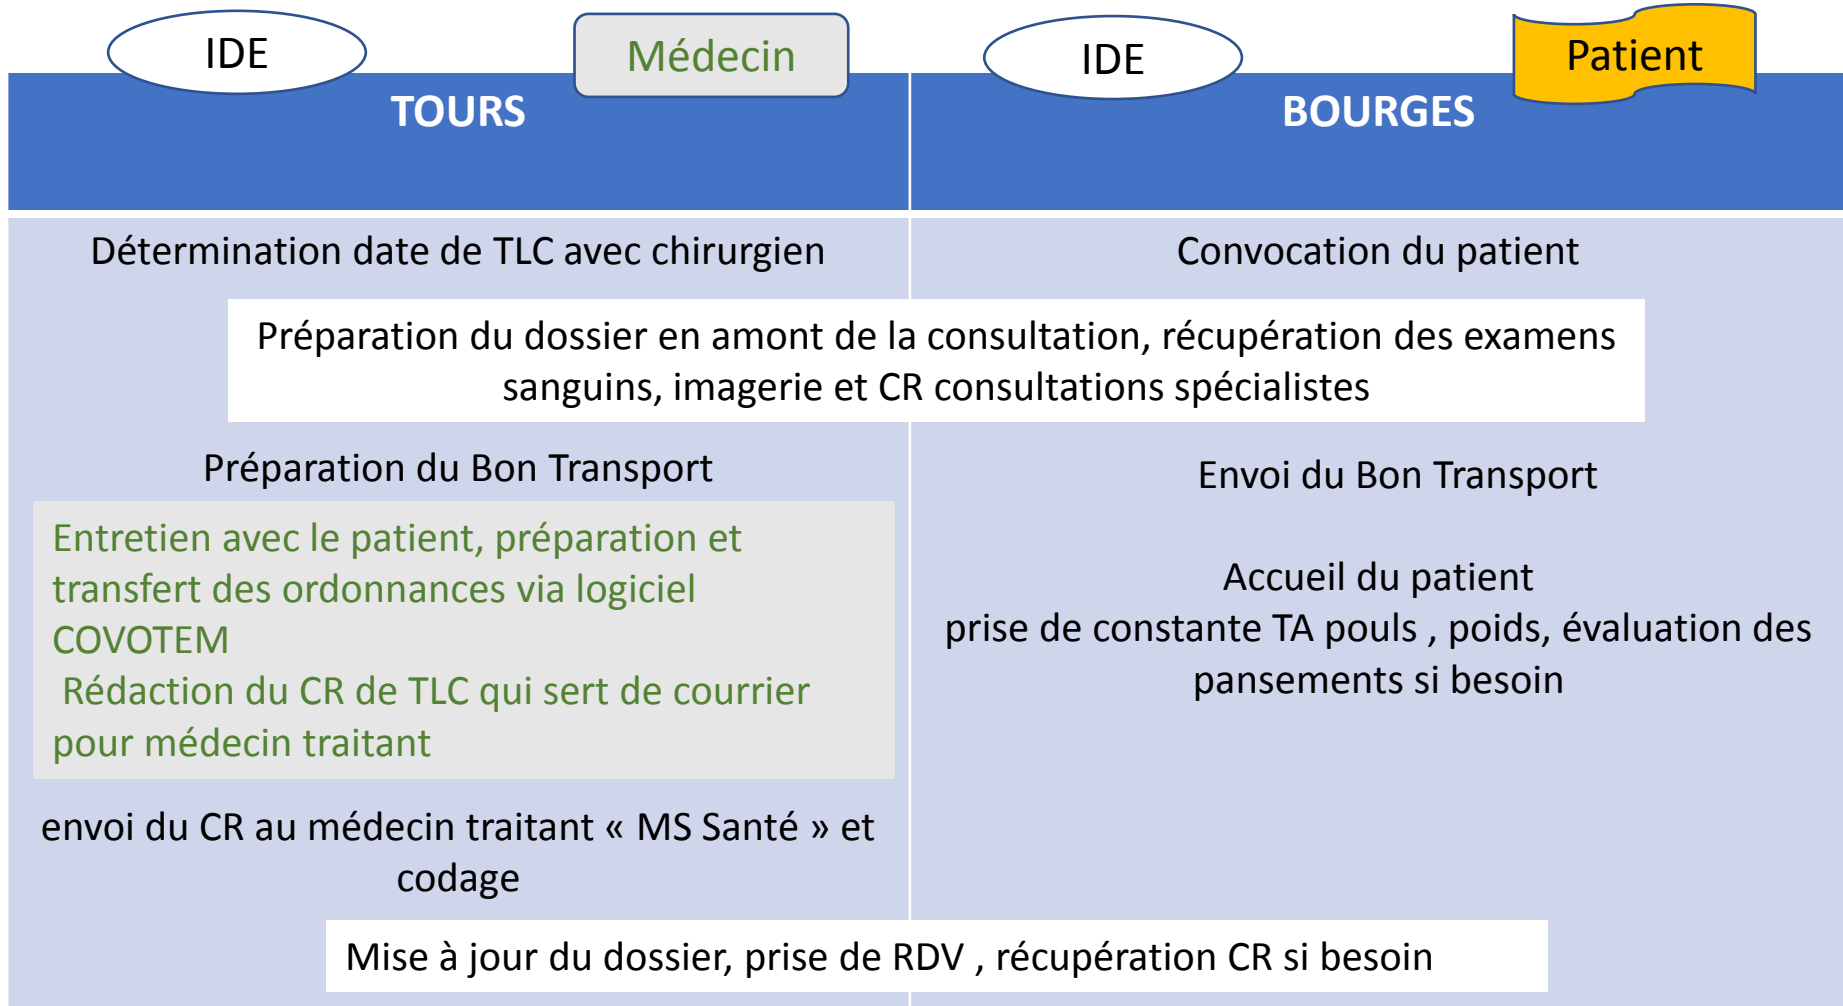 IDE
Médecin
IDE
Patient
TOURS
BOURGES
Détermination date de TLC avec chirurgien
Convocation du patient
Préparation du dossier en amont de la consultation, récupération des examens
sanguins, imagerie et CR consultations spécialistes
Préparation du Bon Transport
Entretien avec le patient, préparation et
transfert des ordonnances via logiciel
COVOTEM
Rédaction du CR de TLC qui sert de courrier
pour médecin traitant
envoi du CR au médecin traitant « MS Santé » et
codage
Envoi du Bon Transport
Accueil du patient
prise de constante TA pouls , poids, évaluation des
pansements si besoin
Mise à jour du dossier, prise de RDV , récupération CR si besoin